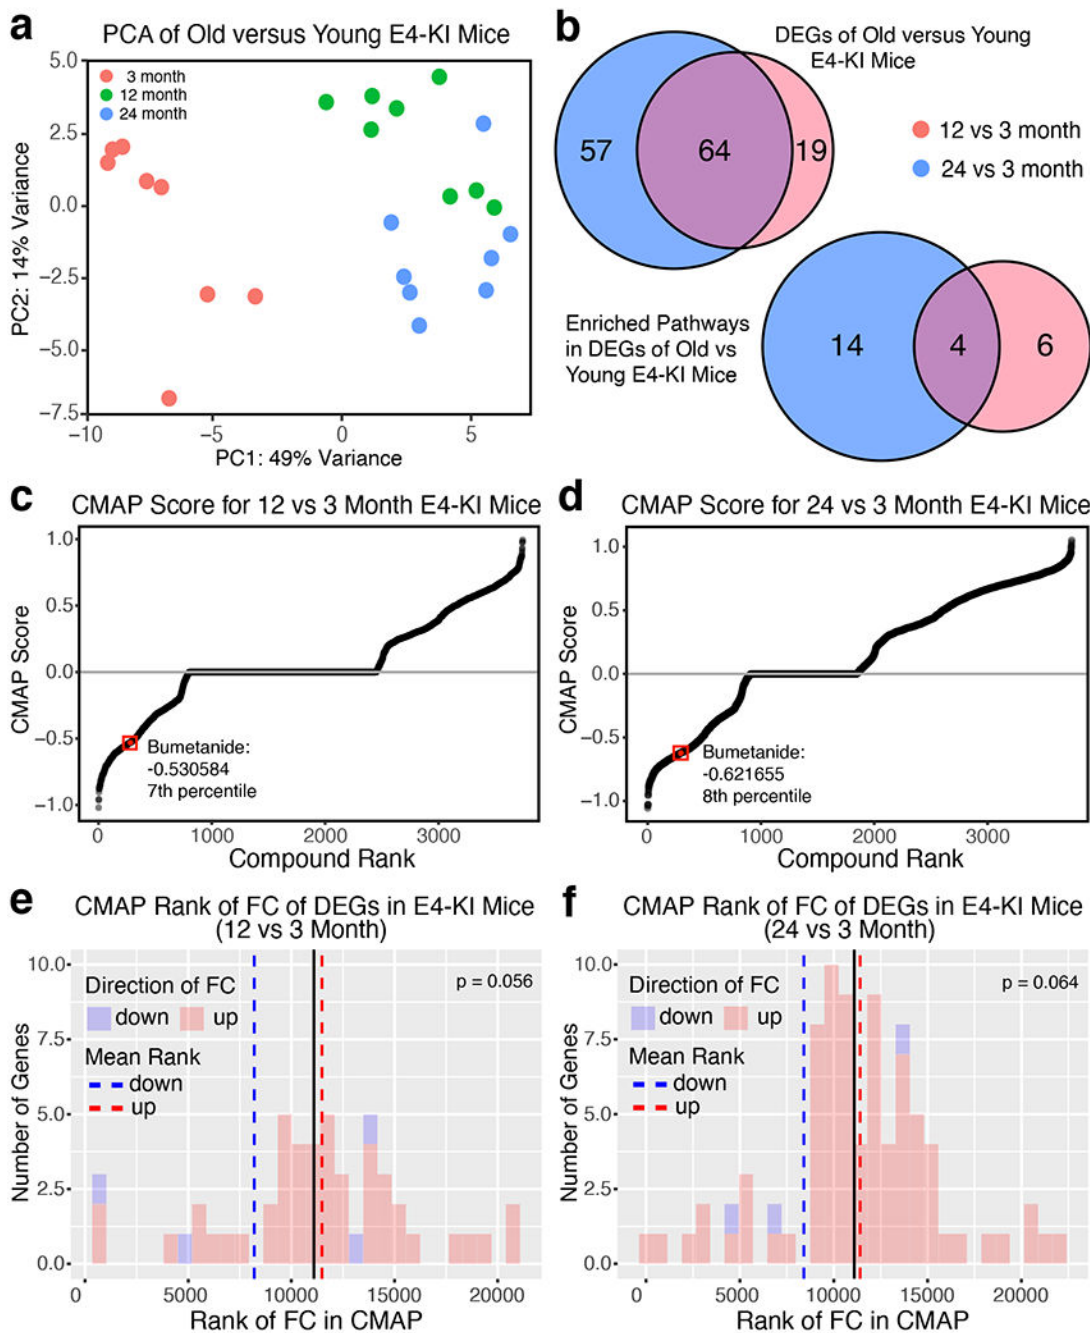 a
PCA of Old versus Young E4-KI Mice
5.0
2.5
0.0
−2.5
−5.0
−7.5
PC2: 14% Variance
3 month
12 month
24 month
−10
−5
0
5
PC1: 49% Variance
b
DEGs of Old versus Young
E4-KI Mice
57
64
19
12 vs 3 month
24 vs 3 month
Enriched Pathways
in DEGs of Old vs
Young E4-KI Mice
14
4
6
c
CMAP Score for 12 vs 3 Month E4-KI Mice
1.0
0.5
0.0
−0.5
−1.0
CMAP Score
Bumetanide:
-0.530584
7th percentile
0
1000
2000
3000
Compound Rank
d
CMAP Score for 24 vs 3 Month E4-KI Mice
1.0
0.5
0.0
−0.5
−1.0
CMAP Score
Bumetanide:
-0.621655
8th percentile
0
1000
2000
3000
Compound Rank
e
CMAP Rank of FC of DEGs in E4-KI Mice
(12 vs 3 Month)
10.0
7.5
5.0
2.5
0.0
Number of Genes
Direction of FC
down
up
Mean Rank
down
up
p = 0.056
0
5000
10000
15000
20000
Rank of FC in CMAP
f
CMAP Rank of FC of DEGs in E4-KI Mice
(24 vs 3 Month)
10.0
7.5
5.0
2.5
0.0
Number of Genes
Direction of FC
down
up
Mean Rank
down
up
p = 0.064
0
5000
10000
15000
20000
Rank of FC in CMAP